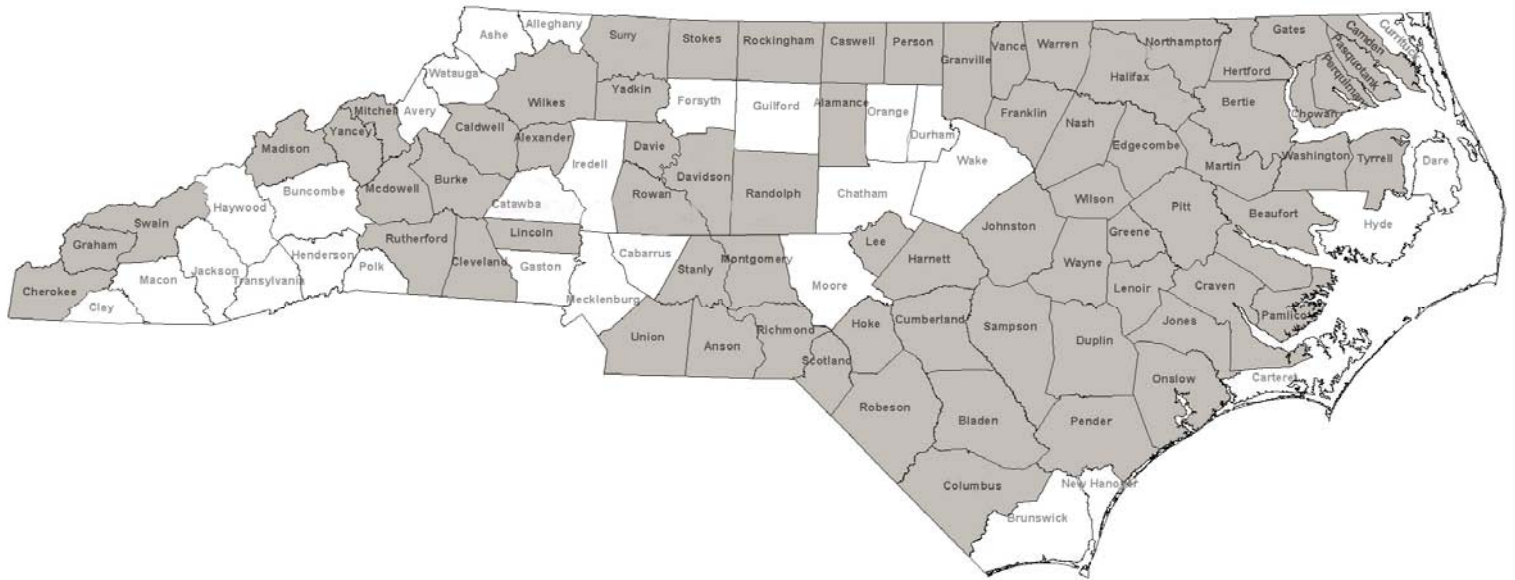 Ashe
Alleghany
Surry
Stokes
Rockingham
Caswell
Person
Granville
Vance
Warren
Northampton
Gates
Camden
Currituck
Pasquotank
Perquimans
Hertford
Halifax
Watauga
Wilkes
Yadkin
Forsyth
Guilford
Alamance
Orange
Durham
Franklin
Nash
Edgecombe
Bertie
Chowan
Mitchell
Avery
Caldwell
Alexander
Iredell
Davie
Davidson
Randolph
Chatham
Wake
Martin
Washington
Tyrrell
Dare
Madison
Yancey
Mcdowell
Burke
Catawba
Rowan
Wilson
Pitt
Beaufort
Hyde
Buncombe
Haywood
Swain
Graham
Rutherford
Cleveland
Lincoln
Gaston
Cabarrus
Stanly
Montgomery
Moore
Lee
Harnett
Johnston
Wayne
Greene
Lenoir
Craven
Pamlico
Cherokee
Clay
Macon
Jackson
Transylvania
Henderson
Polk
Mecklenburg
Union
Anson
Richmond
Scotland
Hoke
Cumberland
Sampson
Duplin
Jones
Onslow
Carteret
Robeson
Bladen
Pender
Columbus
New Hanover
Brunswick